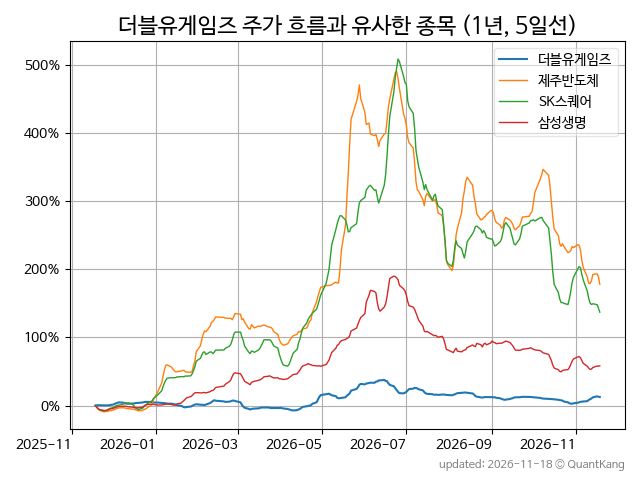 더블유게임즈 주가 흐름과 유사한 종목 (1년, 5일선)
더블유게임즈
제주반도체
SK스퀘어
삼성생명
500%
400%
300%
200%
100%
0%
2025-11 2026-01 2026-03 2026-05 2026-07 2026-09 2026-11
updated: 2026-11-18 © QuantKang